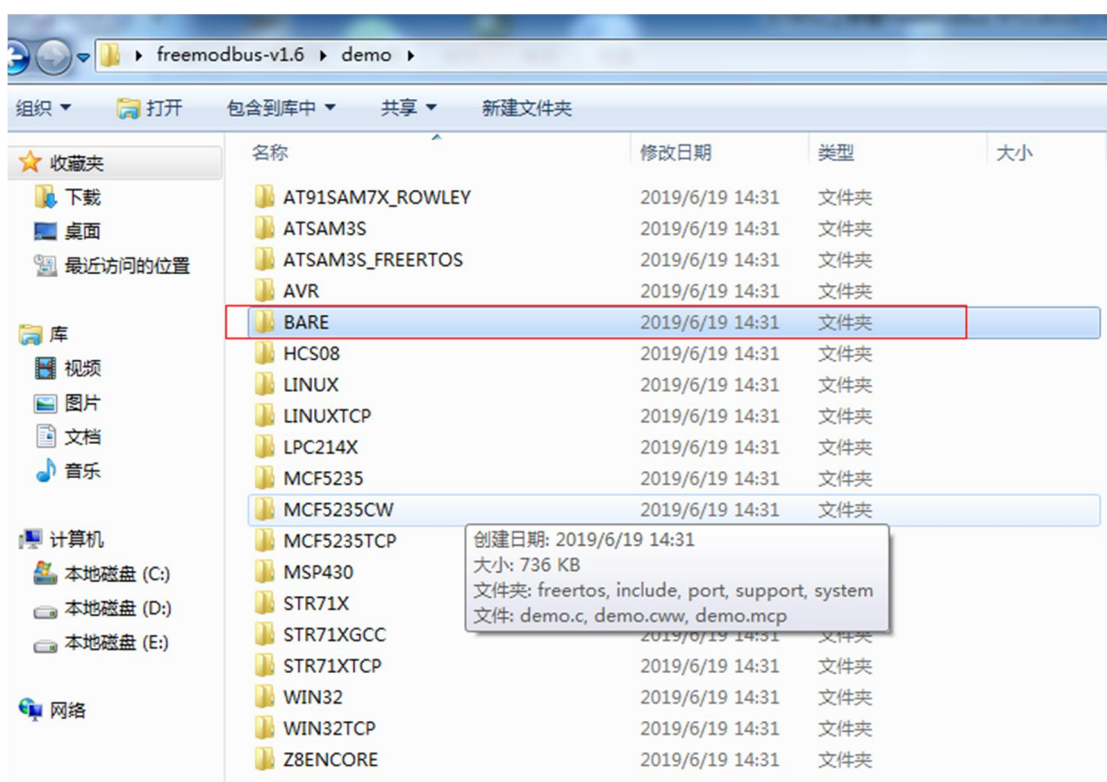 freemodbus-v1.6 demo
组织 打开 包含到库中 共享 新建文件夹
名称 修改日期 类型 大小
收藏夹
下载
桌面
最近访问的位置
库
视频
图片
文档
音乐
计算机
本地磁盘 (C:)
本地磁盘 (D:)
本地磁盘 (E:)
网络
AT91SAM7X_ROWLEY 2019/6/19 14:31 文件夹
ATSAM3S 2019/6/19 14:31 文件夹
ATSAM3S_FREERTOS 2019/6/19 14:31 文件夹
AVR 2019/6/19 14:31 文件夹
BARE 2019/6/19 14:31 文件夹
HCS08 2019/6/19 14:31 文件夹
LINUX 2019/6/19 14:31 文件夹
LINUXTCP 2019/6/19 14:31 文件夹
LPC214X 2019/6/19 14:31 文件夹
MCF5235 2019/6/19 14:31 文件夹
MCF5235CW 2019/6/19 14:31 文件夹
MCF5235TCP
创建日期: 2019/6/19 14:31
大小: 736 KB
文件夹: freertos, include, port, support, system
文件: demo.c, demo.cww, demo.mcp
MSP430
STR71X
STR71XGCC 2019/6/19 14:31 文件夹
STR71XTCP 2019/6/19 14:31 文件夹
WIN32 2019/6/19 14:31 文件夹
WIN32TCP 2019/6/19 14:31 文件夹
Z8ENCORE 2019/6/19 14:31 文件夹